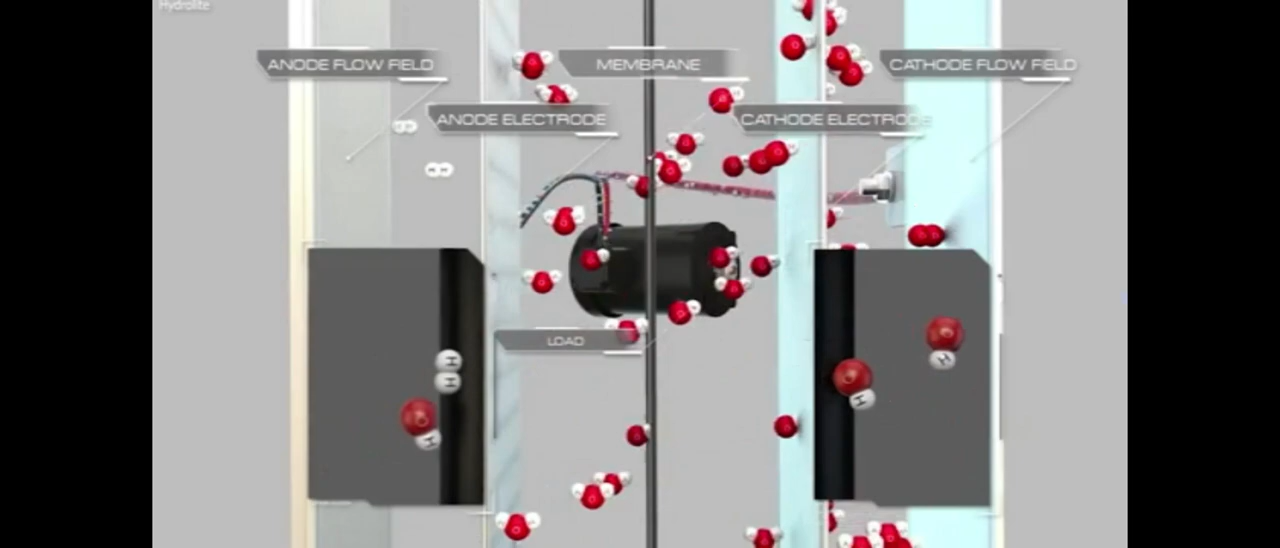 Hydrolite
ANODE FLOW FIELD
MEMBRANE
CATHODE FLOW FIELD
ANODE ELECTRODE
CATHODE ELECTRODE
LOAD
H
H
O
H
O
H
O
H